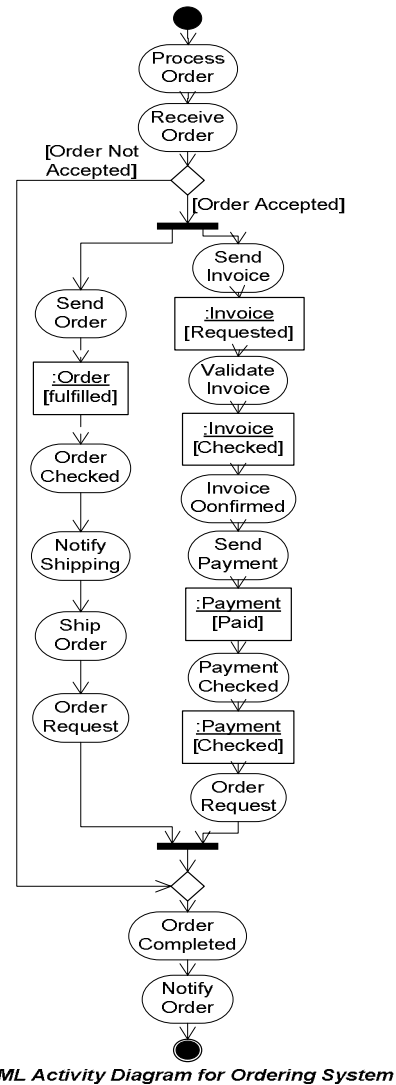 Process
Order
Receive
Order
[Order Not
Accepted]
[Order Accepted]
Send
Order
:Order
[fulfilled]
Order
Checked
Notify
Shipping
Ship
Order
Order
Request
Send
Invoice
:Invoice
[Requested]
Validate
Invoice
:Invoice
[Checked]
Invoice
Oonfirmed
Send
Payment
:Payment
[Paid]
Payment
Checked
:Payment
[Checked]
Order
Request
Order
Completed
Notify
Order
ML Activity Diagram for Ordering System